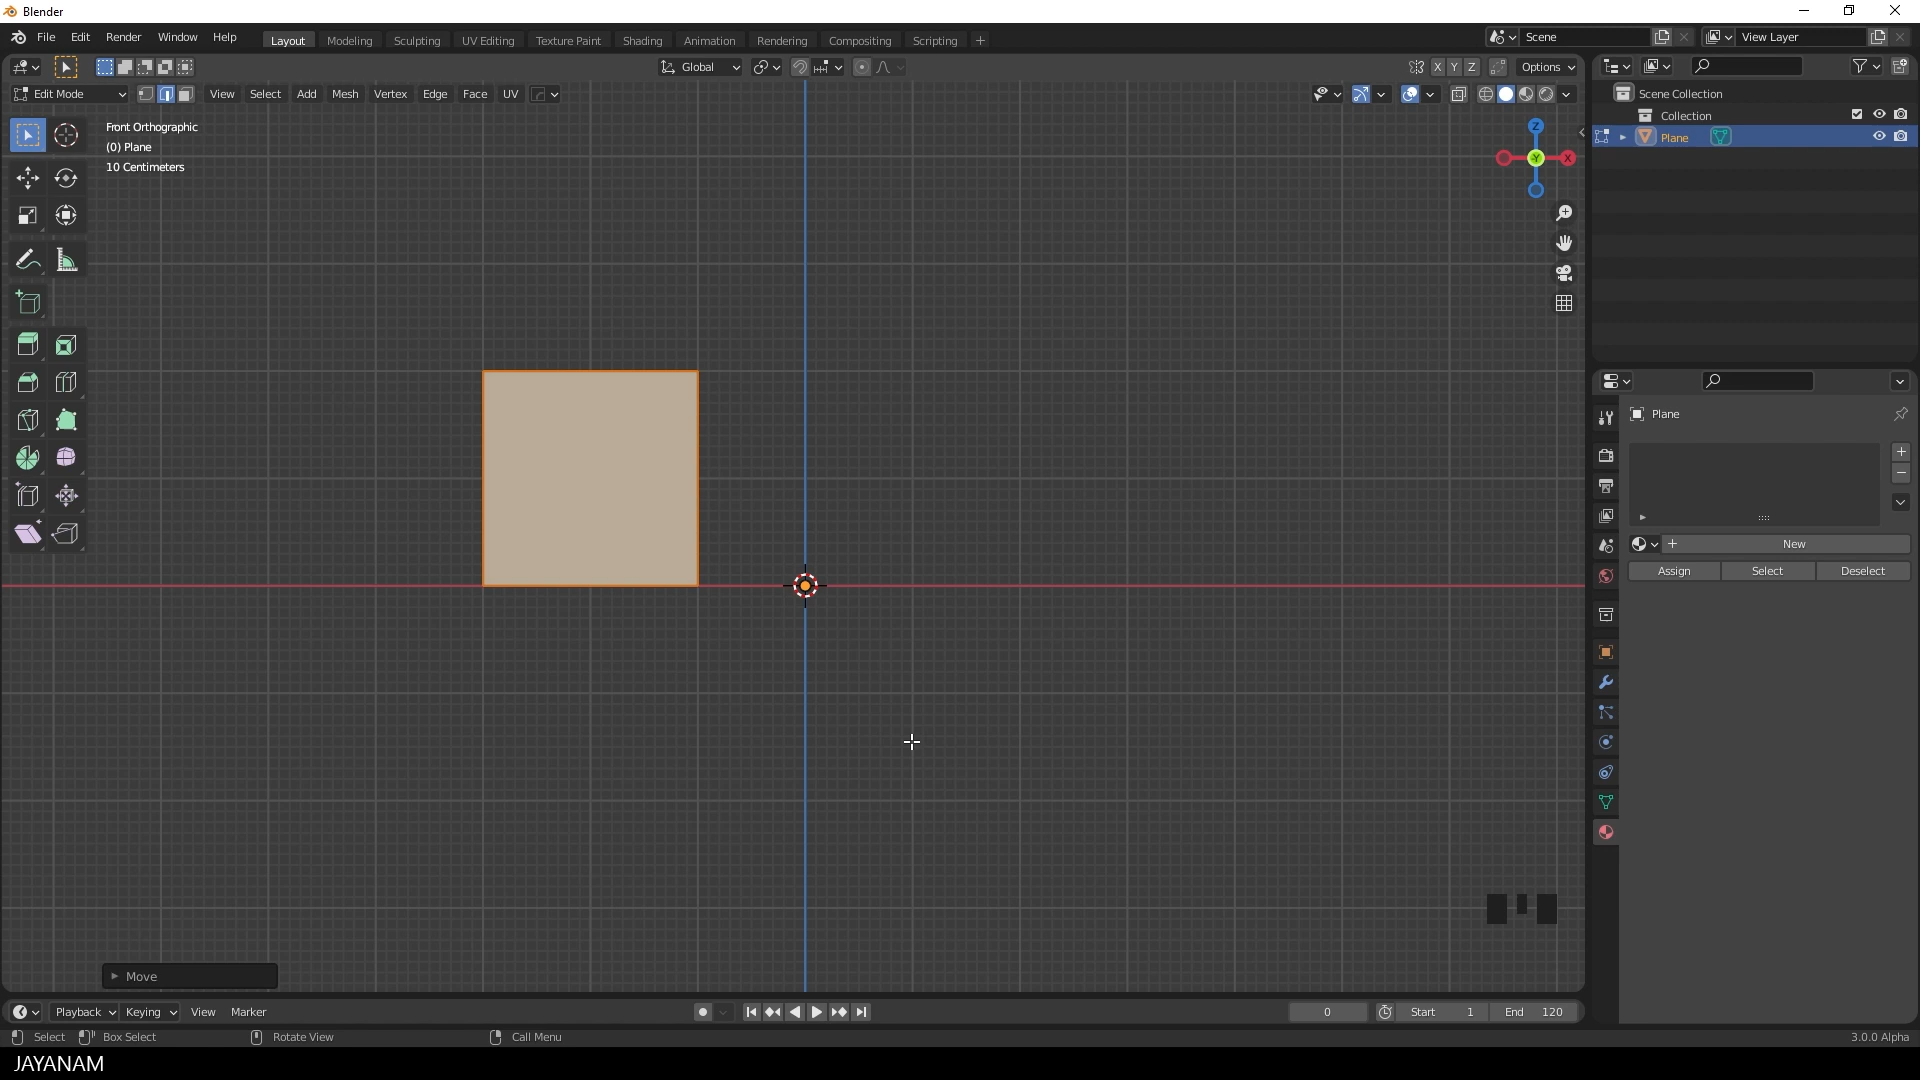 Blender
File Edit Render Window Help Layout Modeling Sculpting UV Editing Texture Paint Shading Animation Rendering Compositing Scripting + Scene View Layer
Global X Y Z Options
Edit Mode View Select Add Mesh Vertex Edge Face UV
Scene Collection
Collection
Plane
Front Orthographic
(0) Plane
10 Centimeters
Z
Y
X
Plane
+
−
+ New
Assign Select Deselect
Move
Playback Keying View Marker 0 Start 1 End 120
Select Box Select Rotate View Call Menu 3.0.0 Alpha
JAYANAM